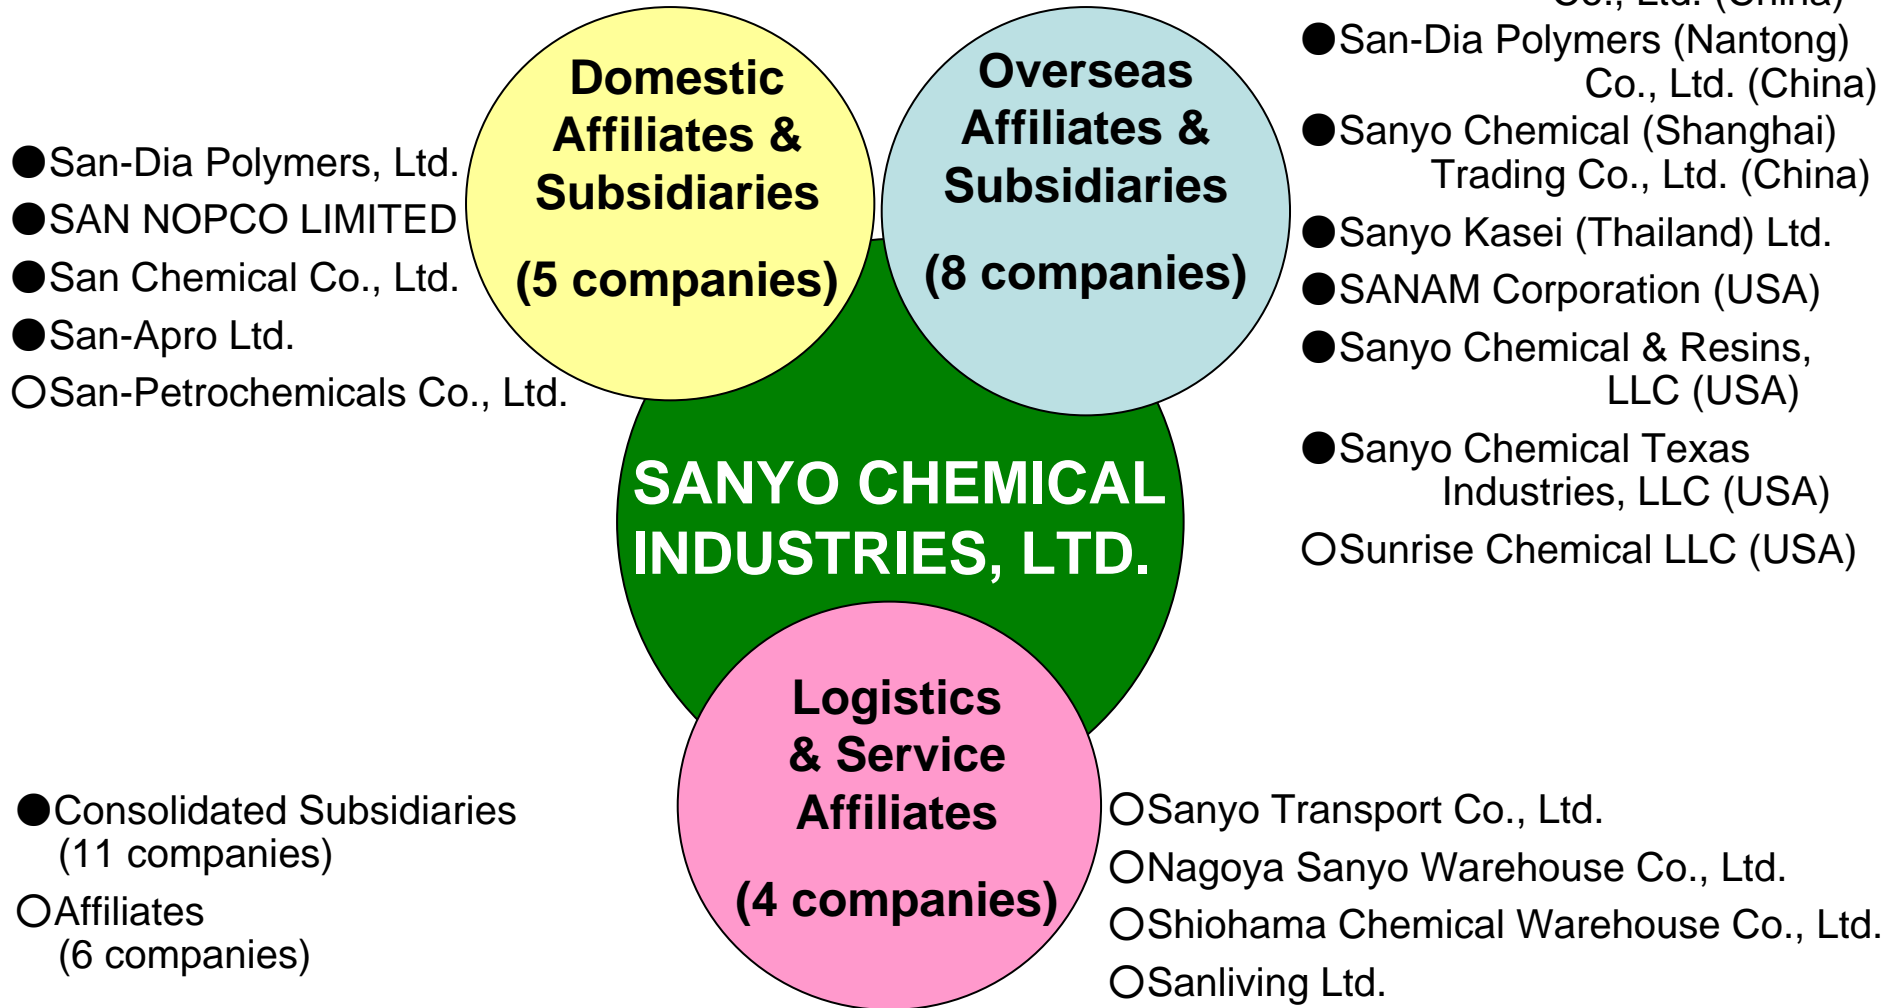 Domestic
Affiliates &
Subsidiaries
(5 companies)
●San-Dia Polymers, Ltd.
●SAN NOPCO LIMITED
●San Chemical Co., Ltd.
●San-Apro Ltd.
○San-Petrochemicals Co., Ltd.
Overseas
Affiliates &
Subsidiaries
(8 companies)
Co., Ltd. (China)
●San-Dia Polymers (Nantong)
Co., Ltd. (China)
●Sanyo Chemical (Shanghai)
Trading Co., Ltd. (China)
●Sanyo Kasei (Thailand) Ltd.
●SANAM Corporation (USA)
●Sanyo Chemical & Resins,
LLC (USA)
●Sanyo Chemical Texas
Industries, LLC (USA)
○Sunrise Chemical LLC (USA)
SANYO CHEMICAL
INDUSTRIES, LTD.
Logistics
& Service
Affiliates
(4 companies)
○Sanyo Transport Co., Ltd.
○Nagoya Sanyo Warehouse Co., Ltd.
○Shiohama Chemical Warehouse Co., Ltd.
○Sanliving Ltd.
●Consolidated Subsidiaries
(11 companies)
○Affiliates
(6 companies)